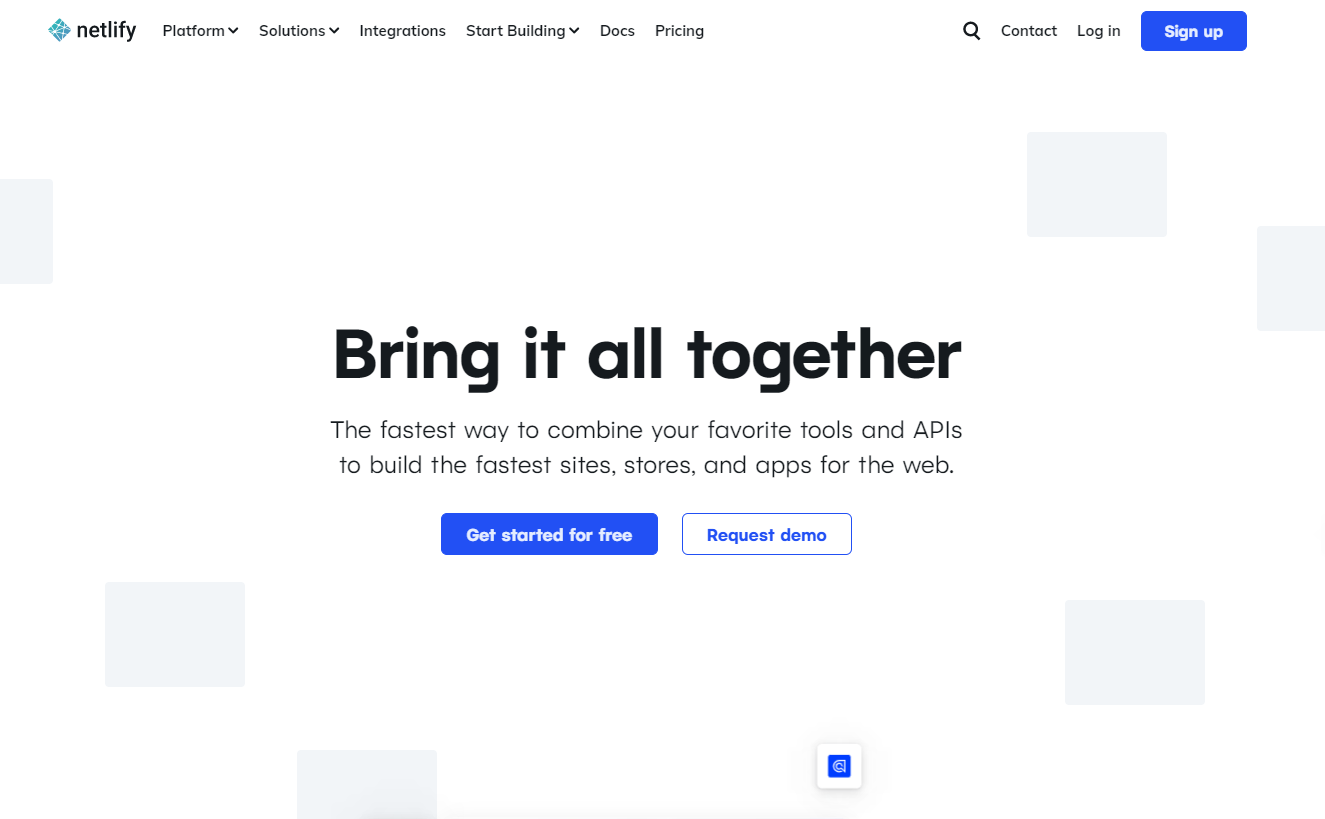 netlify Platform Solutions Integrations Start Building Docs Pricing Contact Log in Sign up
Bring it all together
The fastest way to combine your favorite tools and APIs
to build the fastest sites, stores, and apps for the web.
Get started for free Request demo